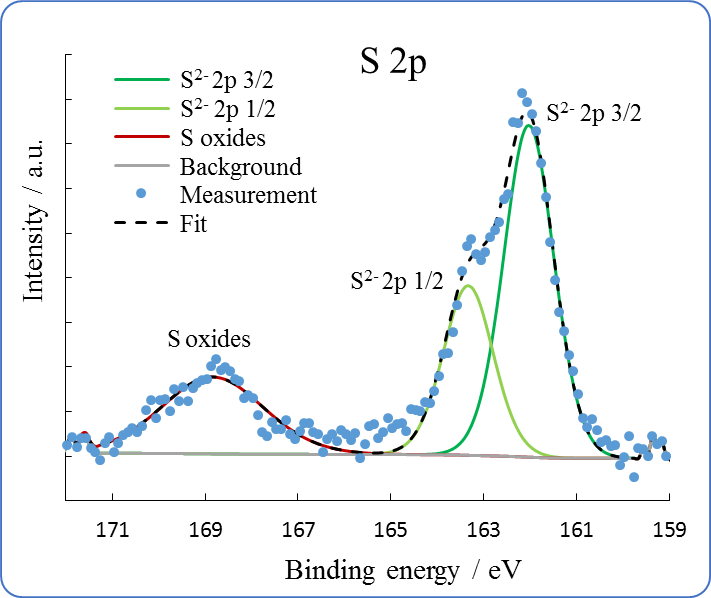 S 2p
S²⁻ 2p 3/2
S²⁻ 2p 1/2
S oxides
Background
Measurement
Fit
S²⁻ 2p 3/2
S²⁻ 2p 1/2
S oxides
Intensity / a.u.
171 169 167 165 163 161 159
Binding energy / eV